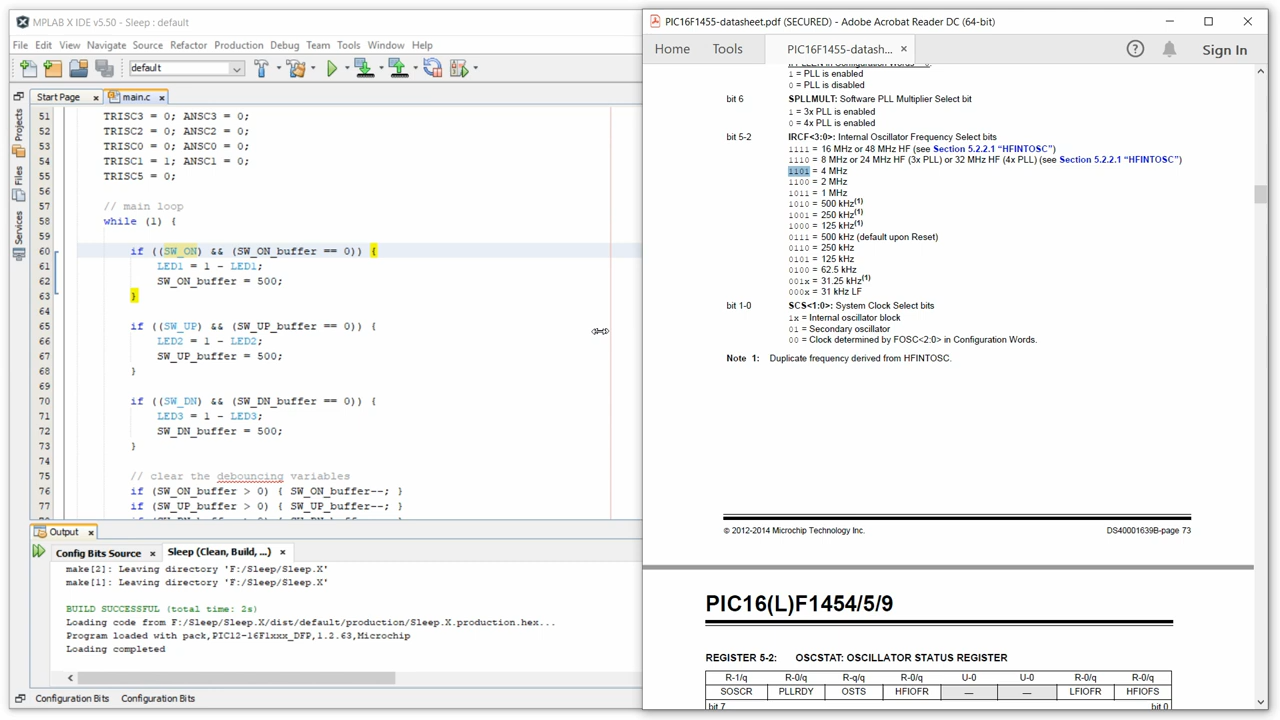 MPLAB X IDE v5.50 - Sleep : default
File Edit View Navigate Source Refactor Production Debug Team Tools Window Help
default
Start Page main.c
Projects
Files
Services
51 TRISC3 = 0; ANSC3 = 0;
52 TRISC2 = 0; ANSC2 = 0;
53 TRISC0 = 0; ANSC0 = 0;
54 TRISC1 = 1; ANSC1 = 0;
55 TRISC5 = 0;
56
57 // main loop
58 while (1) {
59
60 if ((SW_ON) && (SW_ON_buffer == 0)) {
61 LED1 = 1 - LED1;
62 SW_ON_buffer = 500;
63 }
64
65 if ((SW_UP) && (SW_UP_buffer == 0)) {
66 LED2 = 1 - LED2;
67 SW_UP_buffer = 500;
68 }
69
70 if ((SW_DN) && (SW_DN_buffer == 0)) {
71 LED3 = 1 - LED3;
72 SW_DN_buffer = 500;
73 }
74
75 // clear the debouncing variables
76 if (SW_ON_buffer > 0) { SW_ON_buffer--; }
77 if (SW_UP_buffer > 0) { SW_UP_buffer--; }
Output
Config Bits Source Sleep (Clean, Build, ...)
make[2]: Leaving directory 'F:/Sleep/Sleep.X'
make[1]: Leaving directory 'F:/Sleep/Sleep.X'
BUILD SUCCESSFUL (total time: 2s)
Loading code from F:/Sleep/Sleep.X/dist/default/production/Sleep.X.production.hex...
Program loaded with pack,PIC12-16F1xxx_DFP,1.2.63,Microchip
Loading completed
Configuration Bits Configuration Bits
PIC16F1455-datasheet.pdf (SECURED) - Adobe Acrobat Reader DC (64-bit)
Home Tools PIC16F1455-datash... Sign In
1 = PLL is enabled
0 = PLL is disabled
bit 6 SPLLMULT: Software PLL Multiplier Select bit
1 = 3x PLL is enabled
0 = 4x PLL is enabled
bit 5-2 IRCF<3:0>: Internal Oscillator Frequency Select bits
1111 = 16 MHz or 48 MHz HF (see Section 5.2.2.1 “HFINTOSC”)
1110 = 8 MHz or 24 MHz HF (3x PLL) or 32 MHz HF (4x PLL) (see Section 5.2.2.1 “HFINTOSC”)
1101 = 4 MHz
1100 = 2 MHz
1011 = 1 MHz
1010 = 500 kHz(1)
1001 = 250 kHz(1)
1000 = 125 kHz(1)
0111 = 500 kHz (default upon Reset)
0110 = 250 kHz
0101 = 125 kHz
0100 = 62.5 kHz
001x = 31.25 kHz(1)
000x = 31 kHz LF
bit 1-0 SCS<1:0>: System Clock Select bits
1x = Internal oscillator block
01 = Secondary oscillator
00 = Clock determined by FOSC<2:0> in Configuration Words.
Note 1: Duplicate frequency derived from HFINTOSC.
© 2012-2014 Microchip Technology Inc. DS40001639B-page 73
PIC16(L)F1454/5/9
REGISTER 5-2: OSCSTAT: OSCILLATOR STATUS REGISTER
R-1/q R-0/q R-q/q R-0/q U-0 U-0 R-0/q R-0/q
SOSCR PLLRDY OSTS HFIOFR — — LFIOFR HFIOFS
bit 7 bit 0